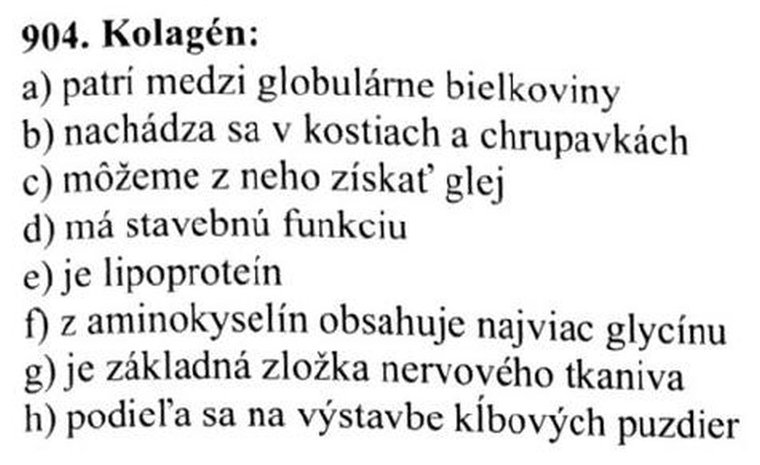 904. Kolagén:
a) patrí medzi globulárne bielkoviny
b) nachádza sa v kostiach a chrupavkách
c) môžeme z neho získať glej
d) má stavebnú funkciu
e) je lipoproteín
f) z aminokyselín obsahuje najviac glycínu
g) je základná zložka nervového tkaniva
h) podieľa sa na výstavbe kĺbových puzdier